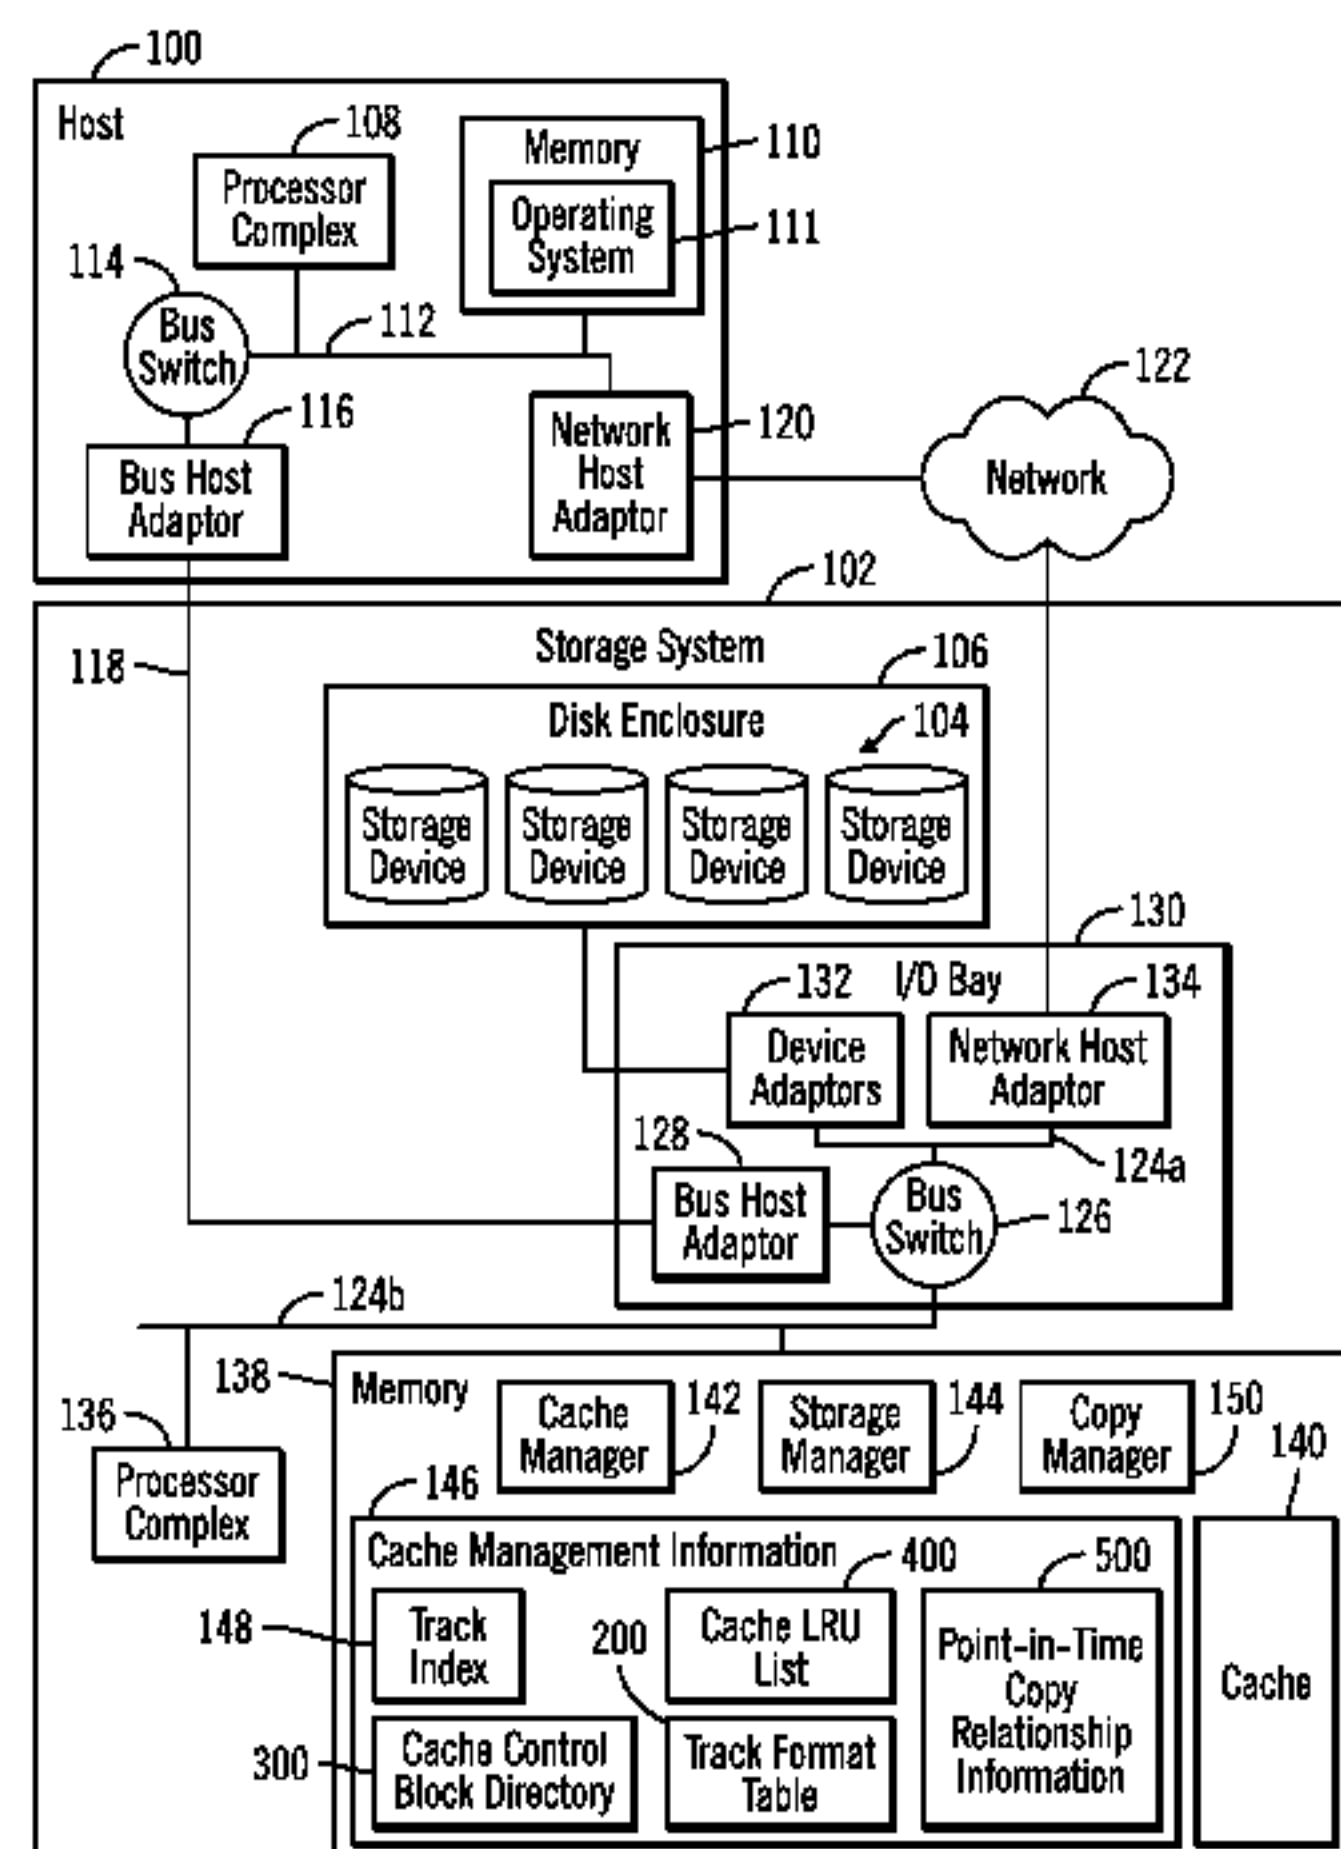 100
Host
108
Processor
Complex
Memory
110
Operating
System
111
114
Bus
Switch
112
116
Bus Host
Adaptor
Network
Host
Adaptor
120
122
Network
102
Storage System
118
106
Disk Enclosure
104
Storage
Device
Storage
Device
Storage
Device
Storage
Device
130
I/O Bay
132
134
Device
Adaptors
Network Host
Adaptor
128
124a
Bus Host
Adaptor
Bus
Switch
126
124b
138
Memory
136
Processor
Complex
Cache
Manager
142
Storage
Manager
144
Copy
Manager
150
140
146
Cache Management Information
400
500
148
Track
Index
200
Cache LRU
List
Point-in-Time
Copy
Relationship
Information
Cache
300
Cache Control
Block Directory
Track Format
Table